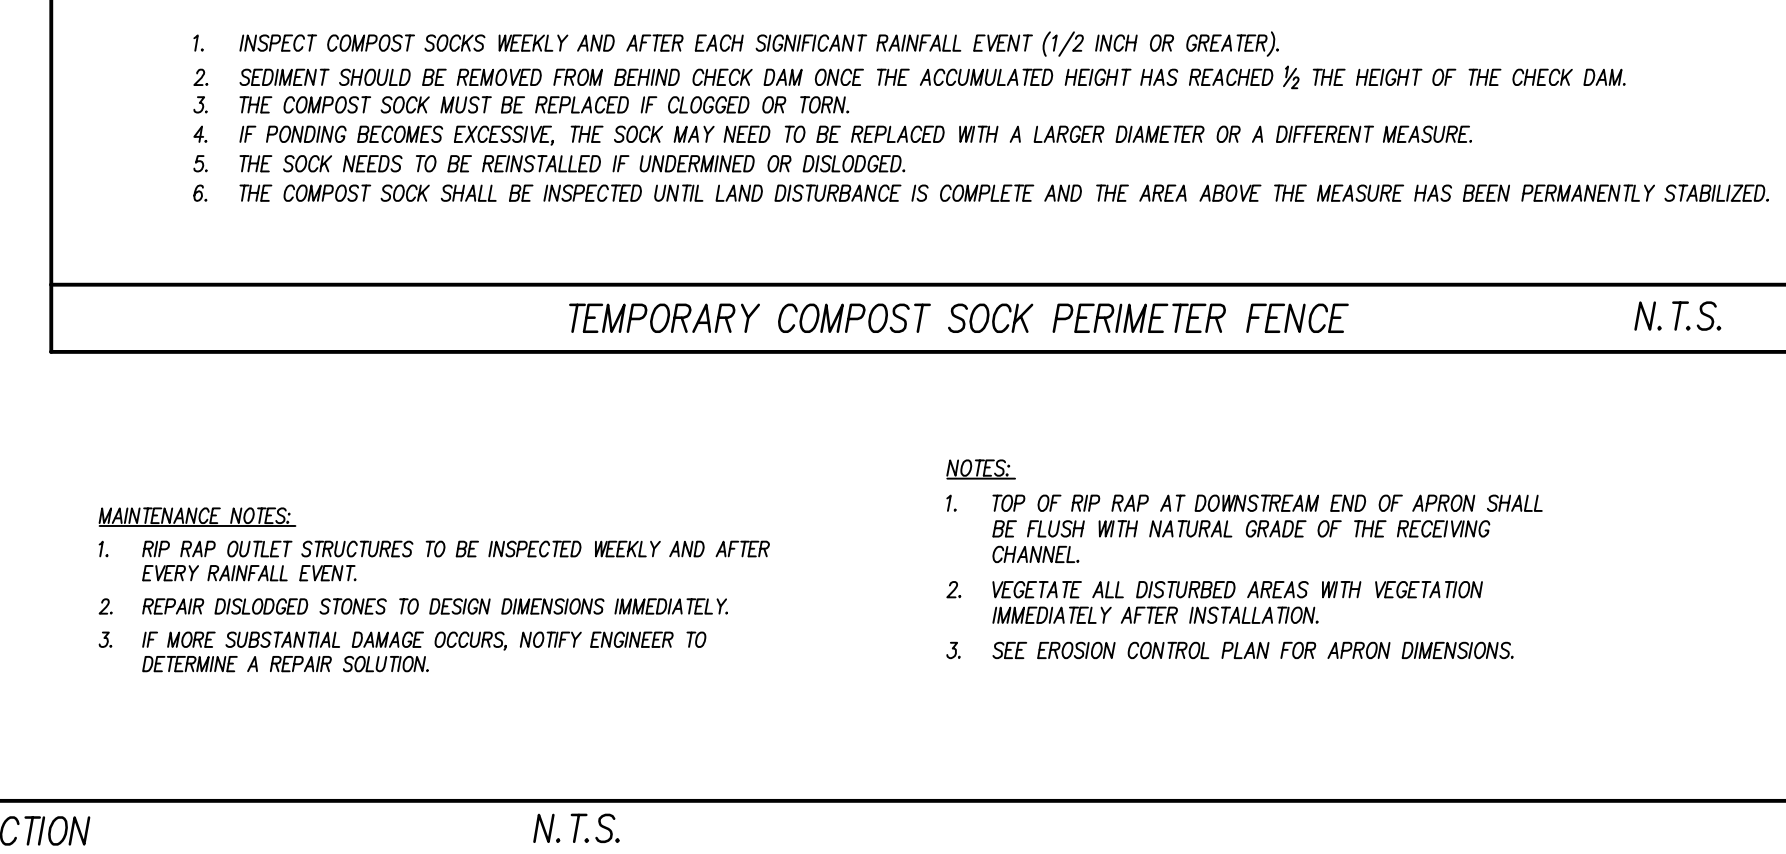 1. INSPECT COMPOST SOCKS WEEKLY AND AFTER EACH SIGNIFICANT RAINFALL EVENT (1/2 INCH OR GREATER).
2. SEDIMENT SHOULD BE REMOVED FROM BEHIND CHECK DAM ONCE THE ACCUMULATED HEIGHT HAS REACHED ½ THE HEIGHT OF THE CHECK DAM.
3. THE COMPOST SOCK MUST BE REPLACED IF CLOGGED OR TORN.
4. IF PONDING BECOMES EXCESSIVE, THE SOCK MAY NEED TO BE REPLACED WITH A LARGER DIAMETER OR A DIFFERENT MEASURE.
5. THE SOCK NEEDS TO BE REINSTALLED IF UNDERMINED OR DISLODGED.
6. THE COMPOST SOCK SHALL BE INSPECTED UNTIL LAND DISTURBANCE IS COMPLETE AND THE AREA ABOVE THE MEASURE HAS BEEN PERMANENTLY STABILIZED.
TEMPORARY COMPOST SOCK PERIMETER FENCE N.T.S.
MAINTENANCE NOTES:
1. RIP RAP OUTLET STRUCTURES TO BE INSPECTED WEEKLY AND AFTER
EVERY RAINFALL EVENT.
2. REPAIR DISLODGED STONES TO DESIGN DIMENSIONS IMMEDIATELY.
3. IF MORE SUBSTANTIAL DAMAGE OCCURS, NOTIFY ENGINEER TO
DETERMINE A REPAIR SOLUTION.
NOTES:
1. TOP OF RIP RAP AT DOWNSTREAM END OF APRON SHALL
BE FLUSH WITH NATURAL GRADE OF THE RECEIVING
CHANNEL.
2. VEGETATE ALL DISTURBED AREAS WITH VEGETATION
IMMEDIATELY AFTER INSTALLATION.
3. SEE EROSION CONTROL PLAN FOR APRON DIMENSIONS.
CTION N.T.S.